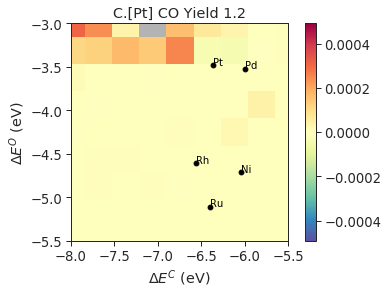 C.[Pt] CO Yield 1.2
−3.0
−3.5
−4.0
−4.5
−5.0
−5.5
ΔE^O (eV)
Pt
Pd
Rh
Ni
Ru
−8.0 −7.5 −7.0 −6.5 −6.0 −5.5
ΔE^C (eV)
0.0004
0.0002
0.0000
−0.0002
−0.0004